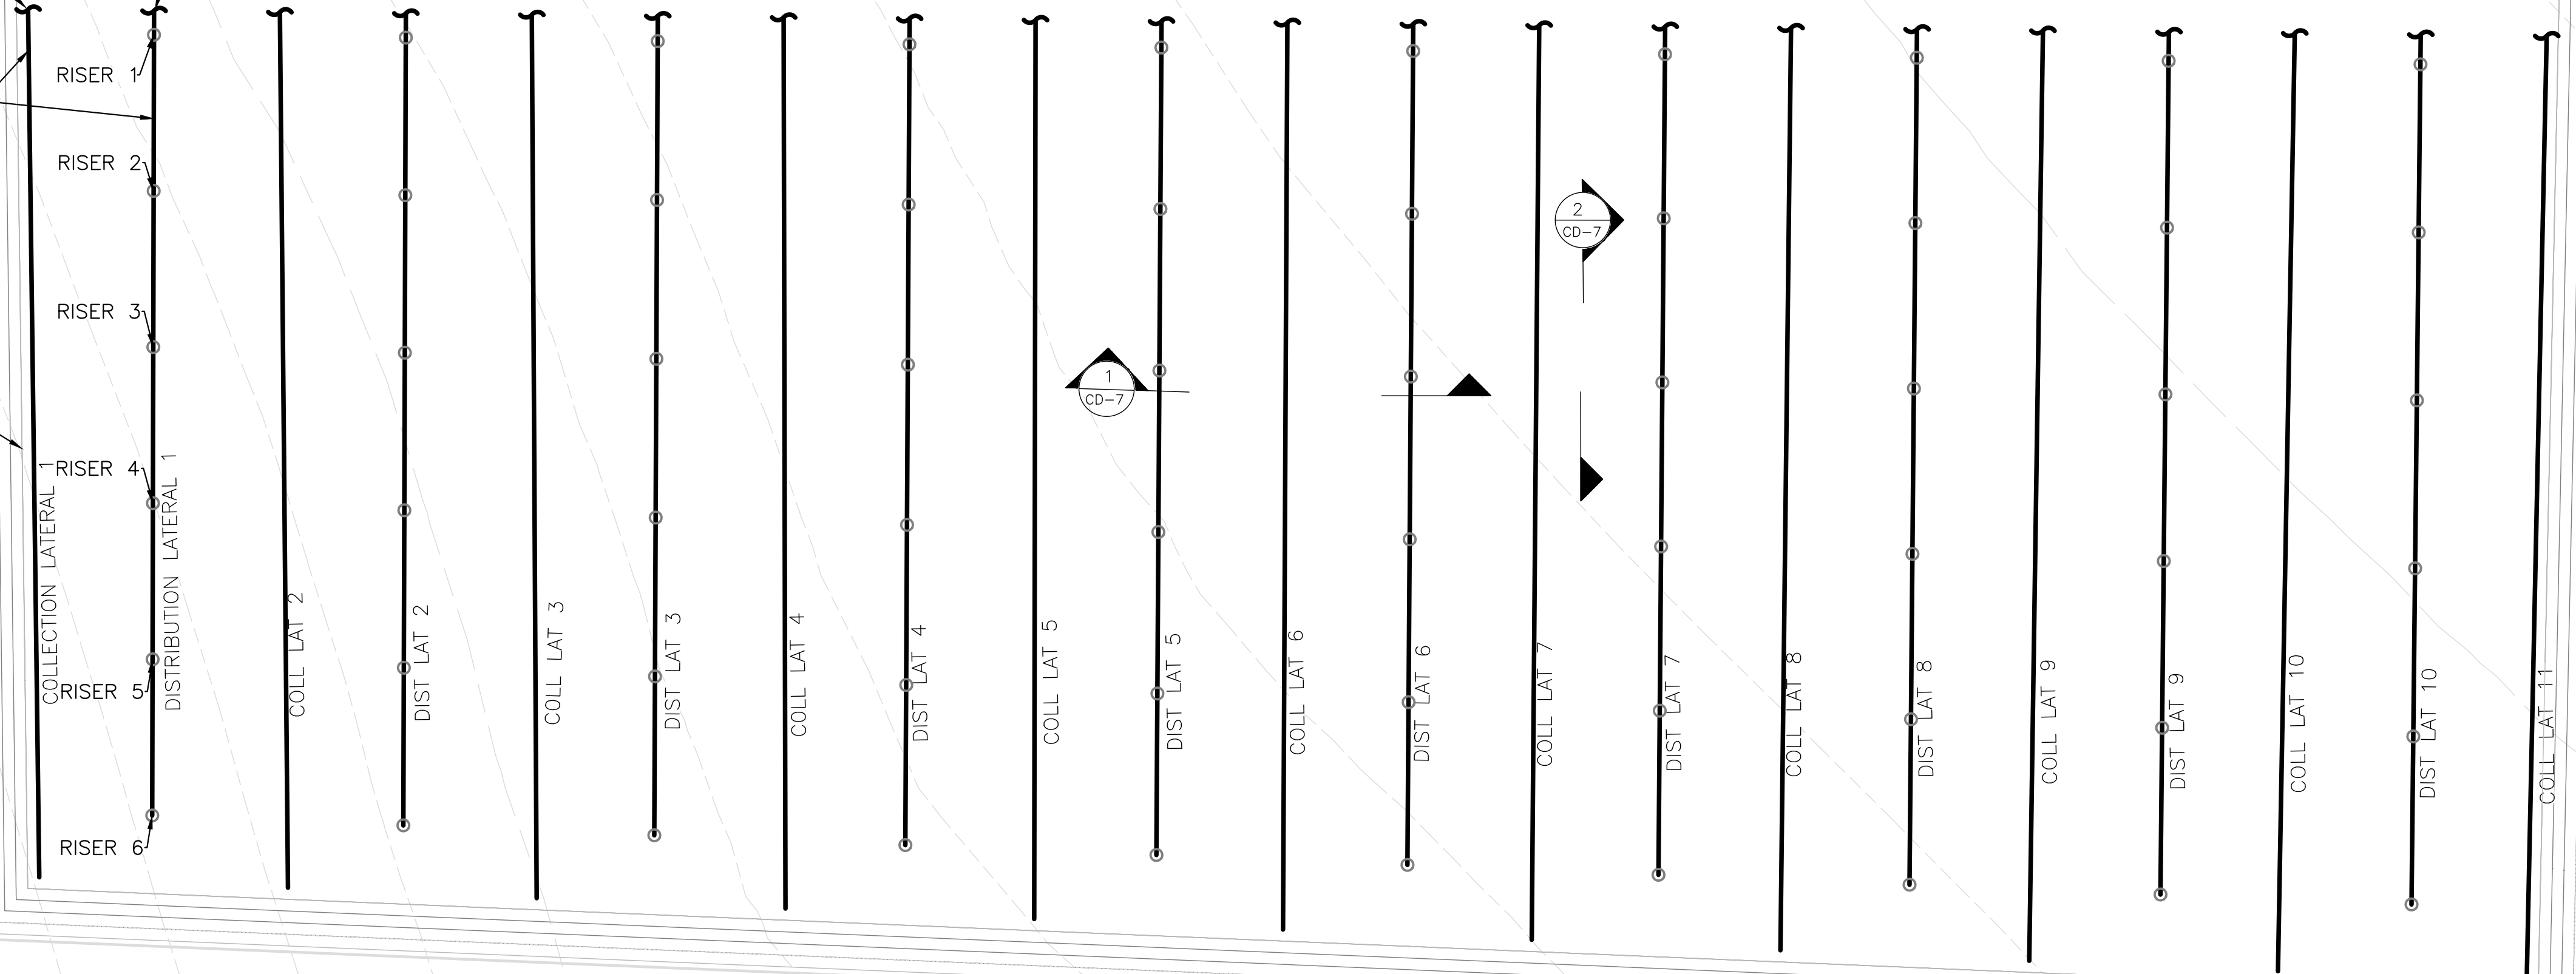 RISER 1
RISER 2
RISER 3
RISER 4
RISER 5
RISER 6
COLLECTION LATERAL 1
DISTRIBUTION LATERAL 1
COLL LAT 2
DIST LAT 2
COLL LAT 3
DIST LAT 3
COLL LAT 4
DIST LAT 4
COLL LAT 5
1
CD-7
DIST LAT 5
COLL LAT 6
DIST LAT 6
COLL LAT 7
2
CD-7
DIST LAT 7
COLL LAT 8
DIST LAT 8
COLL LAT 9
DIST LAT 9
COLL LAT 10
DIST LAT 10
COLL LAT 11